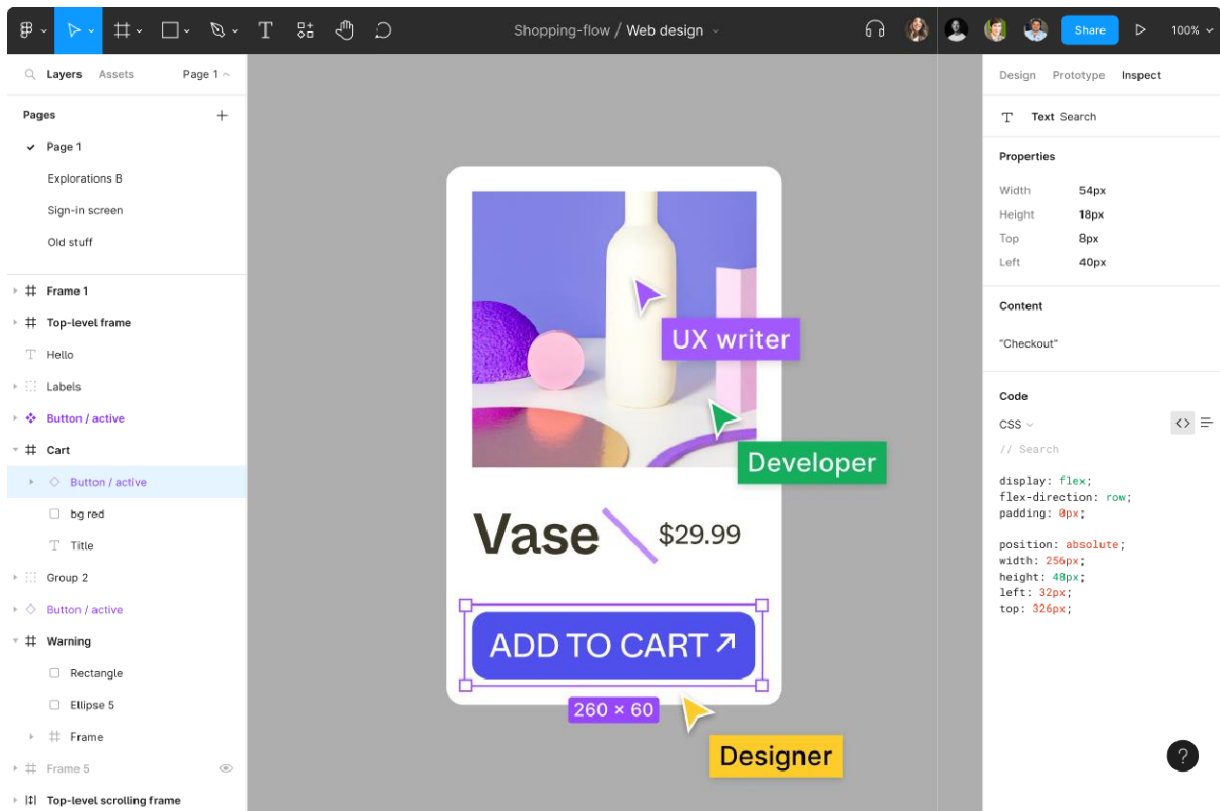 Shopping-flow / Web design
Share
100%
Layers Assets Page 1
Pages
Page 1
Explorations B
Sign-in screen
Old stuff
Frame 1
Top-level frame
Hello
Labels
Button / active
Cart
Button / active
bg red
Title
Group 2
Button / active
Warning
Rectangle
Ellipse 5
Frame
Frame 5
Top-level scrolling frame
UX writer
Developer
Vase $29.99
ADD TO CART
260 × 60
Designer
Design Prototype Inspect
Text Search
Properties
Width 54px
Height 18px
Top 8px
Left 40px
Content
"Checkout"
Code
CSS
// Search
display: flex;
flex-direction: row;
padding: 0px;
position: absolute;
width: 256px;
height: 48px;
left: 32px;
top: 326px;
?